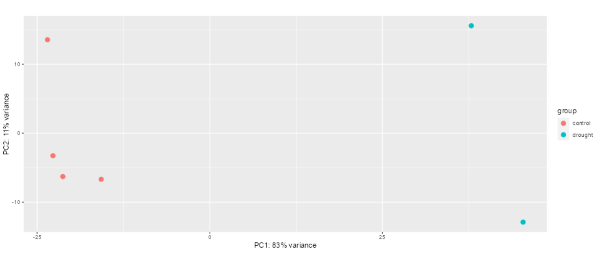 10
0
-10
-25
0
25
PC1: 83% variance
PC2: 11% variance
group
control
drought